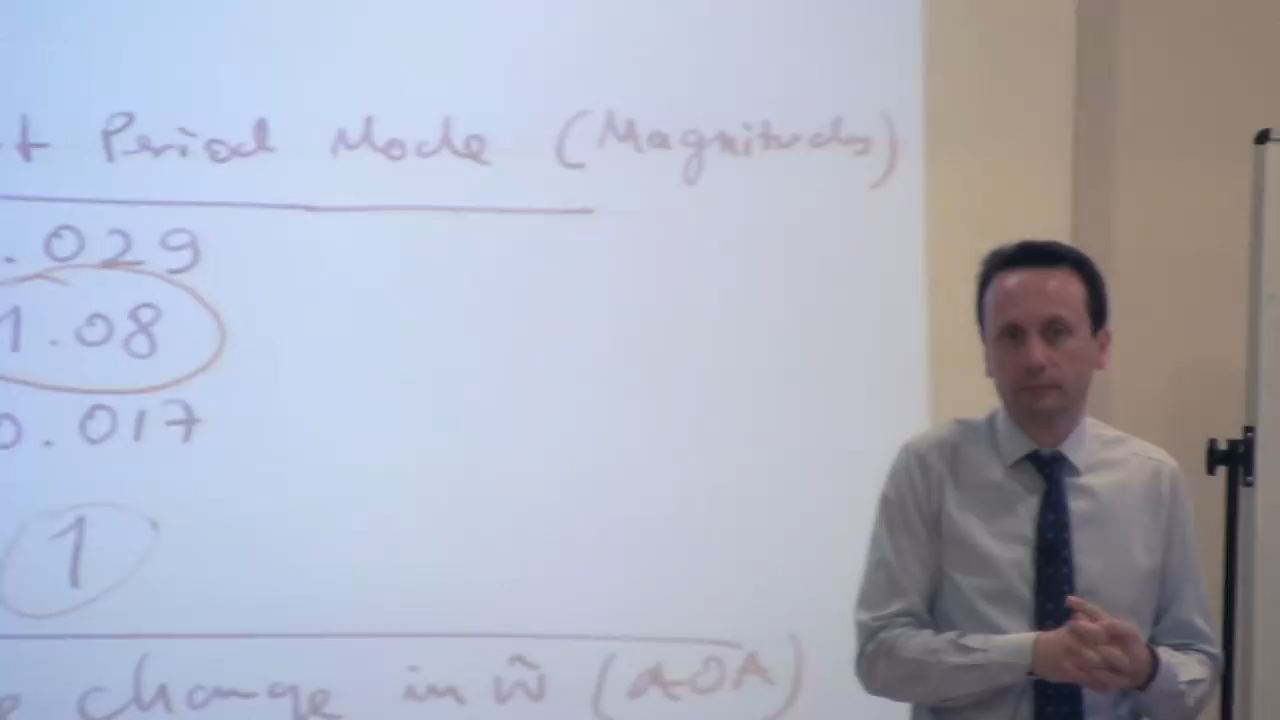 t Period Mode (Magnitudes)
.029
1.08
0.017
1
e change in w̃ (AOA)